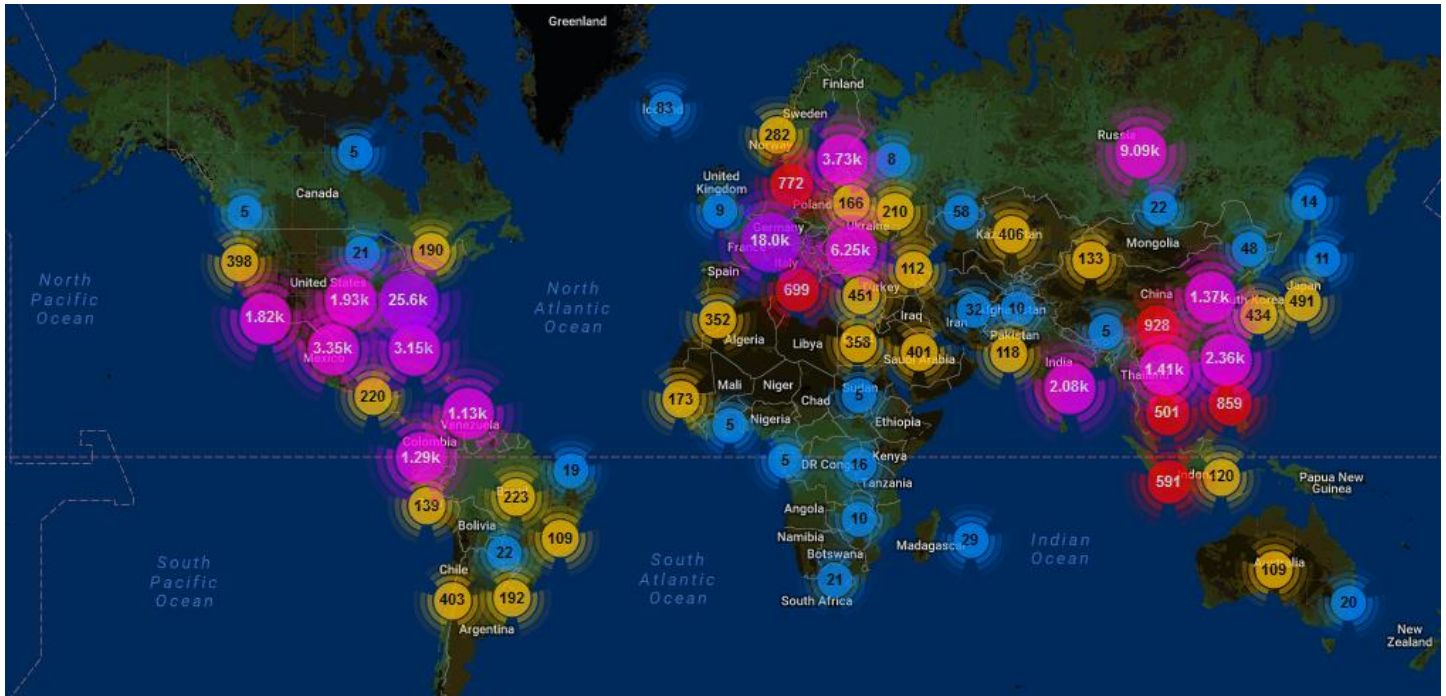 Greenland
Finland
83
Sweden
282
Norway
Russia
9.09k
3.73k
8
5
Canada
United
Kingdom
772
Poland
166
210
Ukraine
58
22
14
5
9
Germany
18.0k
France
6.25k
Italy
406
Mongolia
48
11
398
21
190
112
133
Spain
North
Pacific
Ocean
United States
1.93k
25.6k
North
Atlantic
Ocean
699
451
Turkey
32
10
Iran
Iraq
China
1.37k
Japan
491
434
1.82k
352
Algeria
Libya
358
401
Saudi Arabia
Pakistan
118
5
928
3.35k
Mexico
3.15k
India
2.08k
Thailand
1.41k
2.36k
220
173
Mali
Niger
Chad
Sudan
5
1.13k
Venezuela
5
Nigeria
Ethiopia
501
859
Colombia
1.29k
19
5
DR Congo
16
Kenya
Tanzania
591
120
Papua New
Guinea
139
223
Bolivia
109
Angola
10
Namibia
Botswana
Madagascar
29
Indian
Ocean
22
South
Pacific
Ocean
Chile
South
Atlantic
Ocean
21
South Africa
109
403
192
Argentina
20
New
Zealand